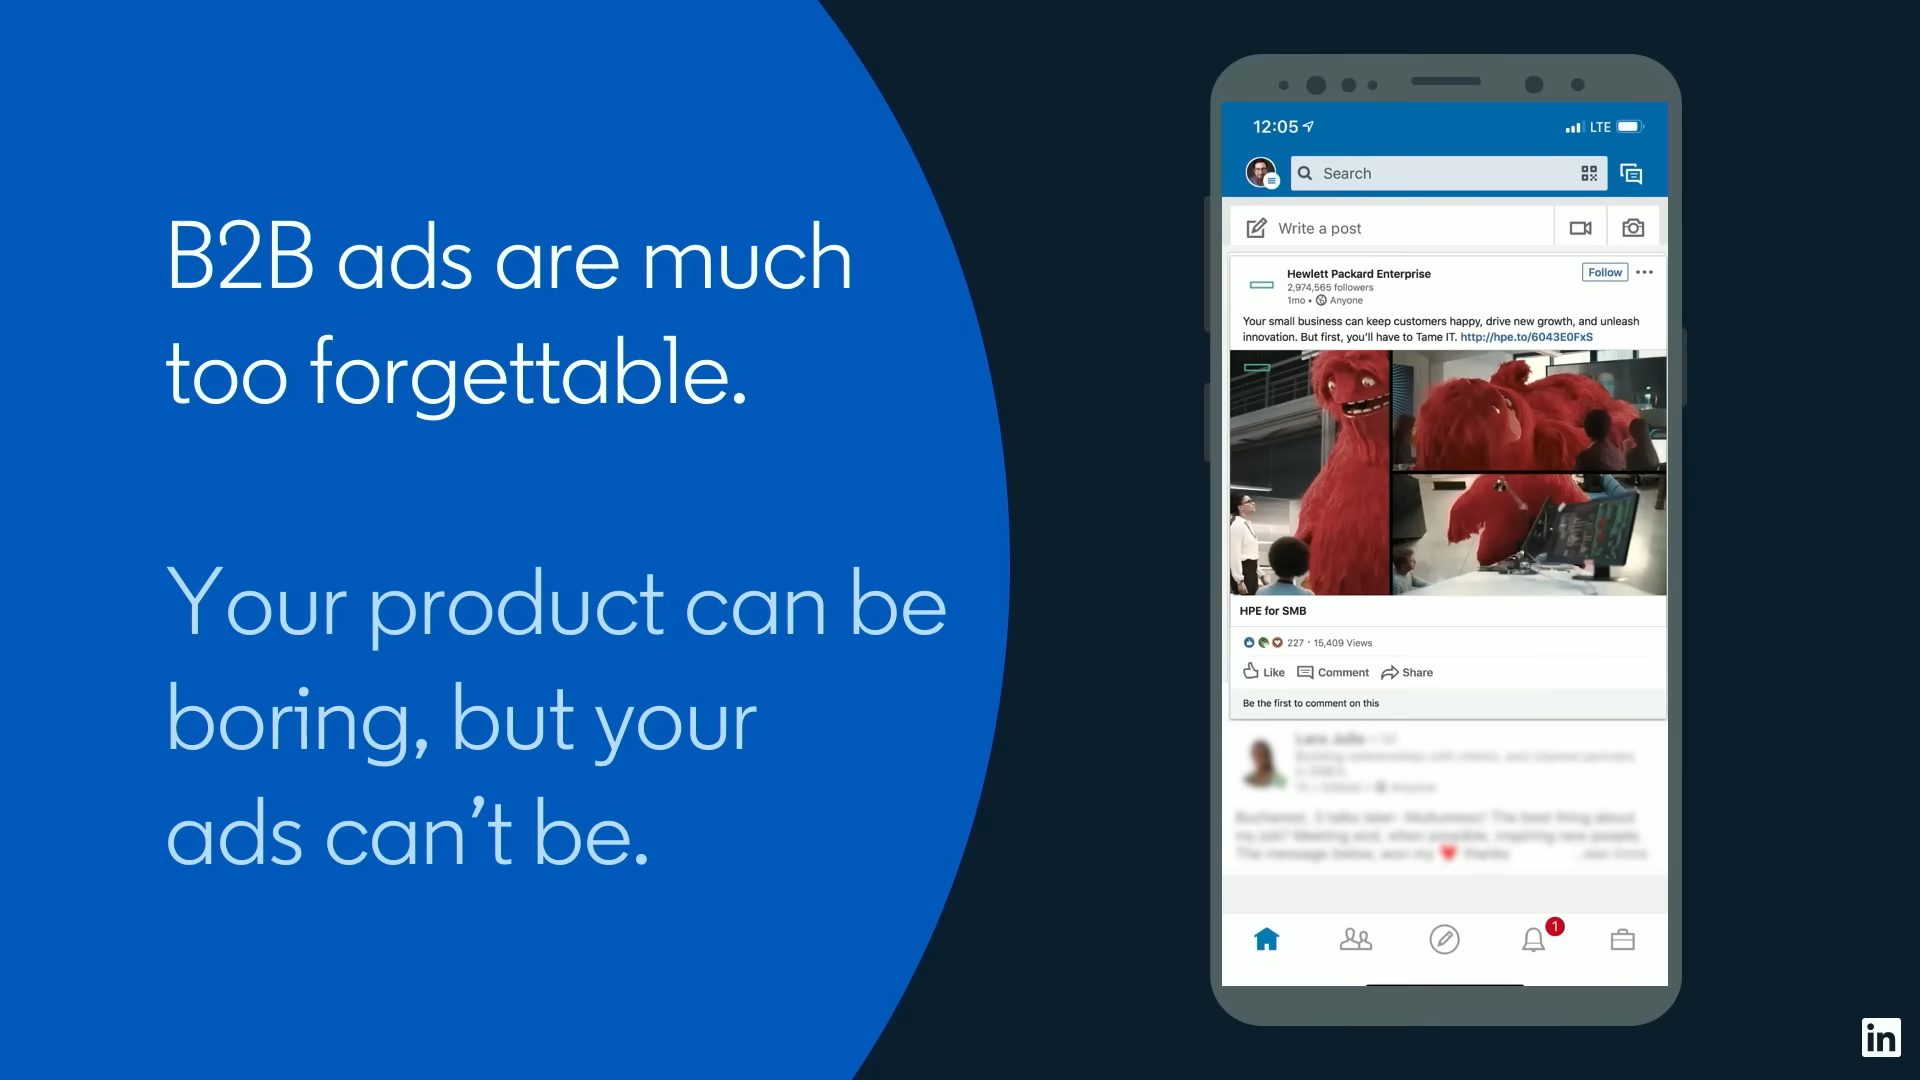 B2B ads are much
too forgettable.
Your product can be
boring, but your
ads can’t be.
12:05
LTE
Search
Write a post
Hewlett Packard Enterprise
Follow
2,974,565 followers
1mo • Anyone
Your small business can keep customers happy, drive new growth, and unleash
innovation. But first, you’ll have to Tame IT. http://hpe.to/6043E0FxS
HPE for SMB
227 · 15,409 Views
Like Comment Share
Be the first to comment on this
1
in